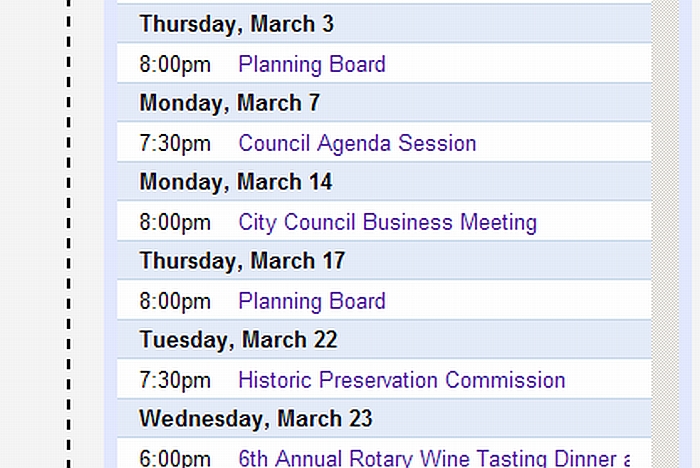 Thursday, March 3
8:00pm Planning Board
Monday, March 7
7:30pm Council Agenda Session
Monday, March 14
8:00pm City Council Business Meeting
Thursday, March 17
8:00pm Planning Board
Tuesday, March 22
7:30pm Historic Preservation Commission
Wednesday, March 23
6:00pm 6th Annual Rotary Wine Tasting Dinner